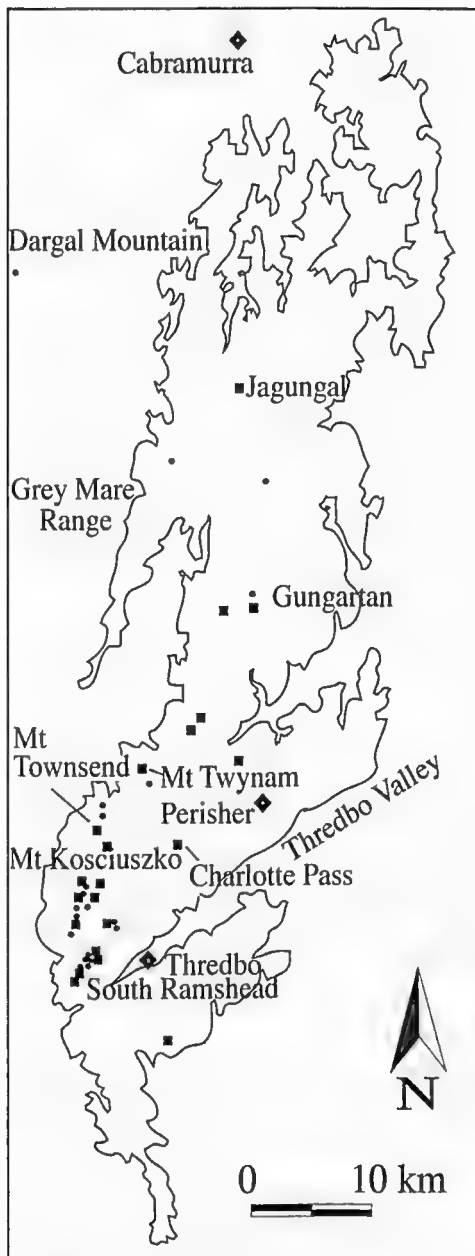 Cabramurra
Dargal Mountain
Jagungal
Grey Mare
Range
Gungartan
Mt
Townsend
Mt Twynam
Perisher
Thredbo Valley
Mt Kosciuszko
Charlotte Pass
Thredbo
South Ramshead
N
0 10 km